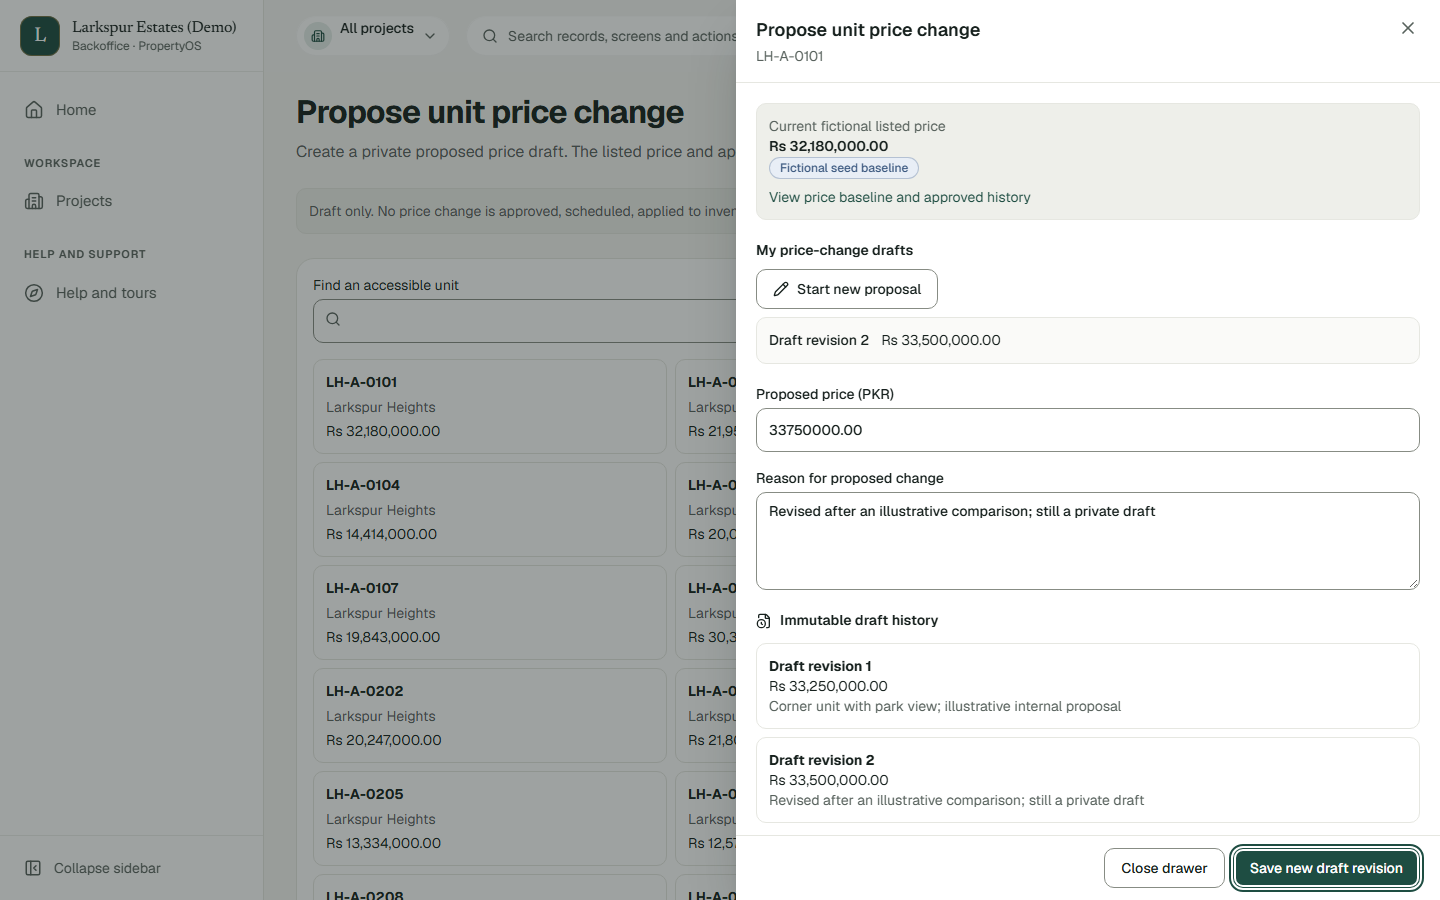 L
Larkspur Estates (Demo)
Backoffice · PropertyOS
Home
WORKSPACE
Projects
HELP AND SUPPORT
Help and tours
Collapse sidebar
All projects
Search records, screens and actions
Propose unit price change
Create a private proposed price draft. The listed price and
Draft only. No price change is approved, scheduled, applied to
Find an accessible unit
LH-A-0101
Larkspur Heights
Rs 32,180,000.00
LH-A-0104
Larkspur Heights
Rs 14,414,000.00
LH-A-0107
Larkspur Heights
Rs 19,843,000.00
LH-A-0202
Larkspur Heights
Rs 20,247,000.00
LH-A-0205
Larkspur Heights
Rs 13,334,000.00
LH-A-0208
Propose unit price change
LH-A-0101
Current fictional listed price
Rs 32,180,000.00
Fictional seed baseline
View price baseline and approved history
My price-change drafts
Start new proposal
Draft revision 2 Rs 33,500,000.00
Proposed price (PKR)
33750000.00
Reason for proposed change
Revised after an illustrative comparison; still a private draft
Immutable draft history
Draft revision 1
Rs 33,250,000.00
Corner unit with park view; illustrative internal proposal
Draft revision 2
Rs 33,500,000.00
Revised after an illustrative comparison; still a private draft
Close drawer
Save new draft revision